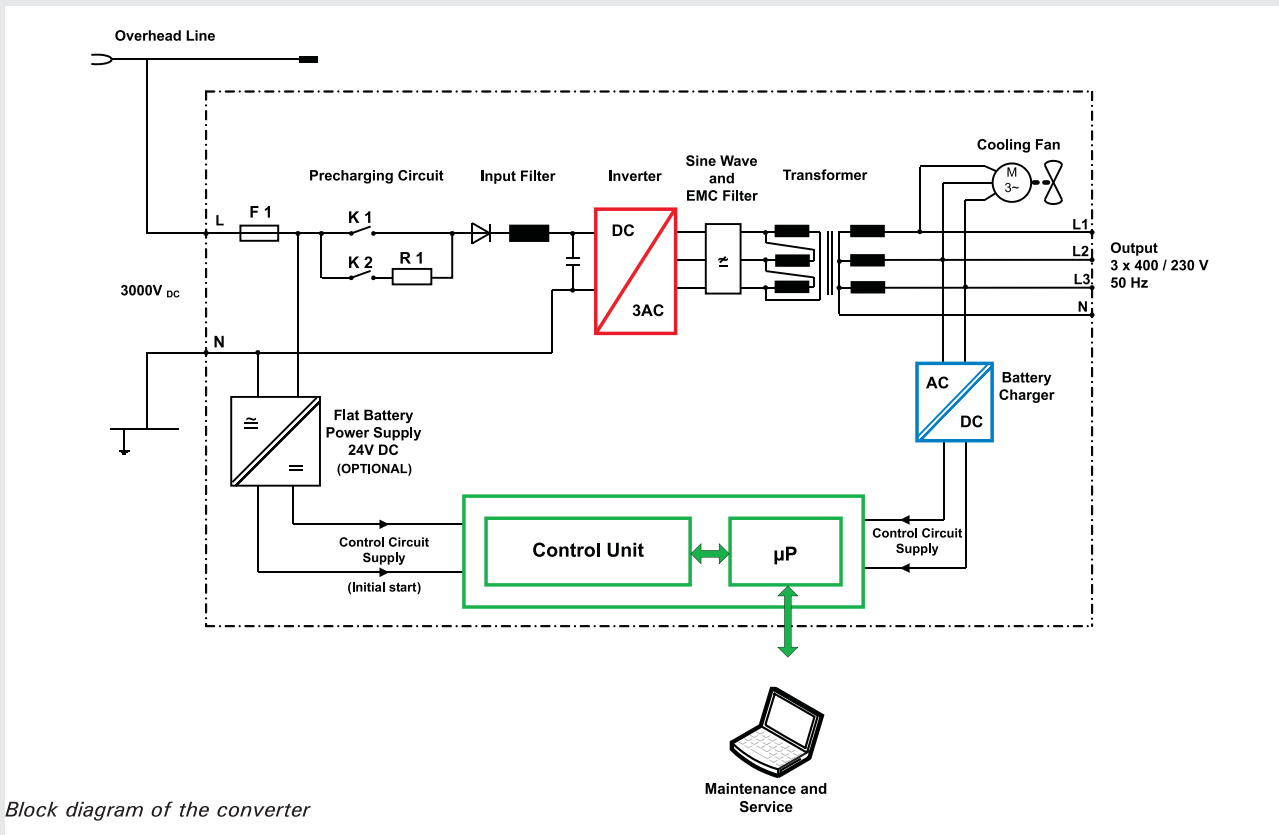 Overhead Line
Cooling Fan
M
3~
Precharging Circuit
Input Filter
Inverter
Sine Wave
and
EMC Filter
Transformer
L
F 1
K 1
K 2
R 1
DC
3AC
≠
L1
L2
L3
N
Output
3 x 400 / 230 V
50 Hz
3000V DC
N
Flat Battery
Power Supply
24V DC
(OPTIONAL)
AC
DC
Battery
Charger
Control Circuit
Supply
(Initial start)
Control Unit
µP
Control Circuit
Supply
Maintenance and
Service
Block diagram of the converter